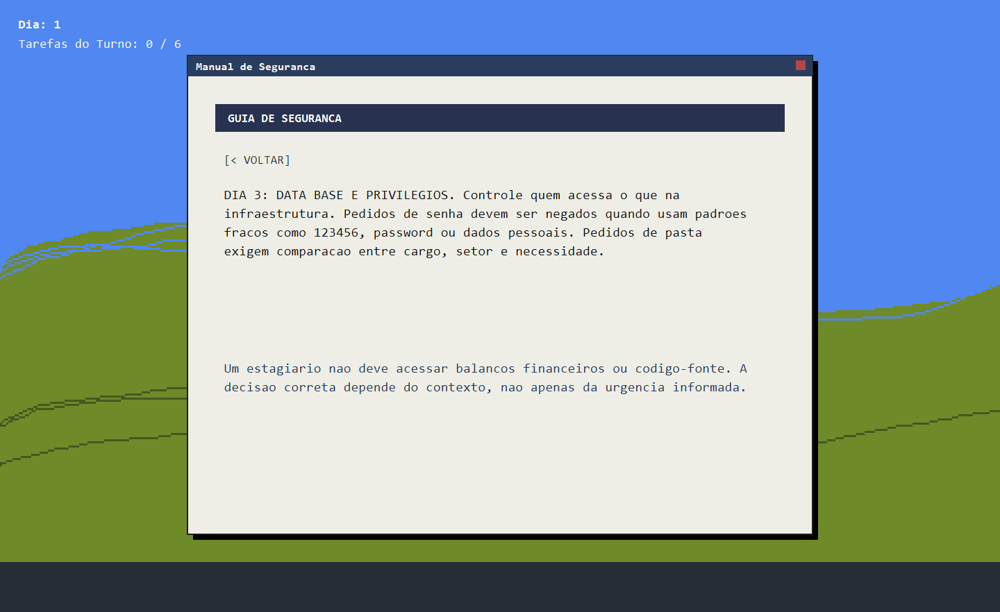 Dia: 1
Tarefas do Turno: 0 / 6
Manual de Seguranca
GUIA DE SEGURANCA
[< VOLTAR]
DIA 3: DATA BASE E PRIVILEGIOS. Controle quem acessa o que na
infraestrutura. Pedidos de senha devem ser negados quando usam padroes
fracos como 123456, password ou dados pessoais. Pedidos de pasta
exigem comparacao entre cargo, setor e necessidade.
Um estagiario nao deve acessar balancos financeiros ou codigo-fonte. A
decisao correta depende do contexto, nao apenas da urgencia informada.